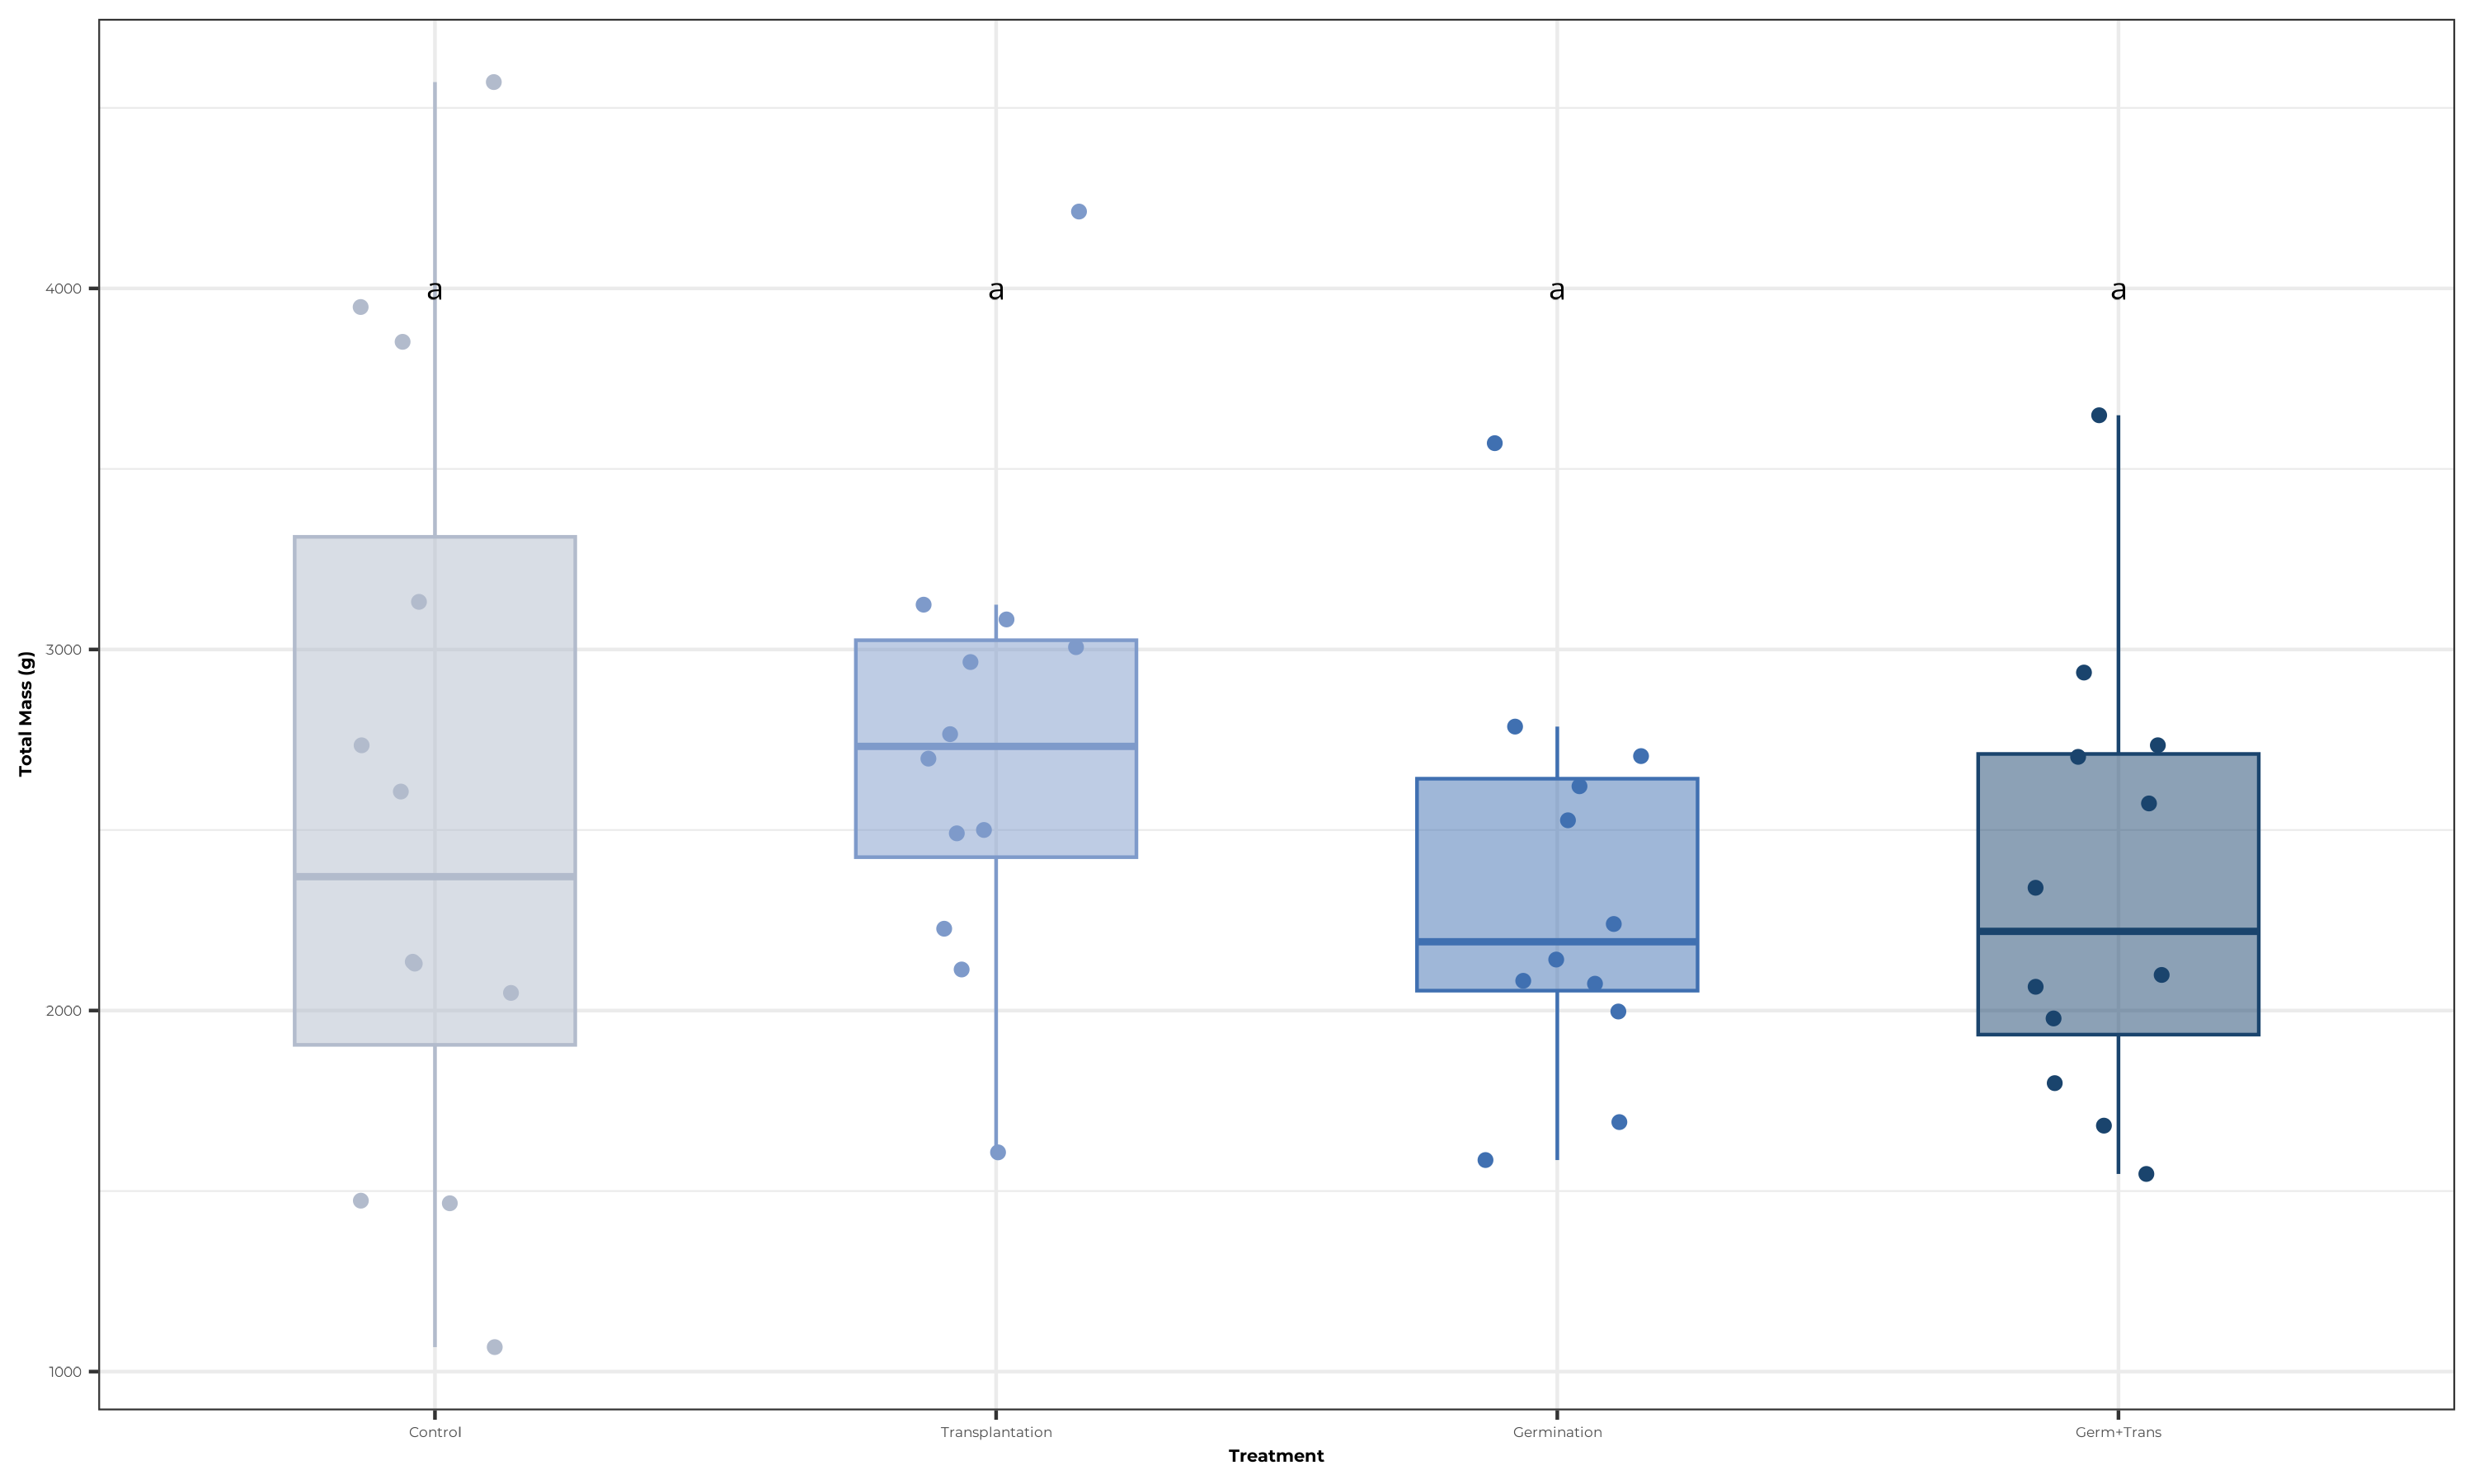 4000
3000
2000
1000
Total Mass (g)
a a a a
Control Transplantation Germination Germ+Trans
Treatment